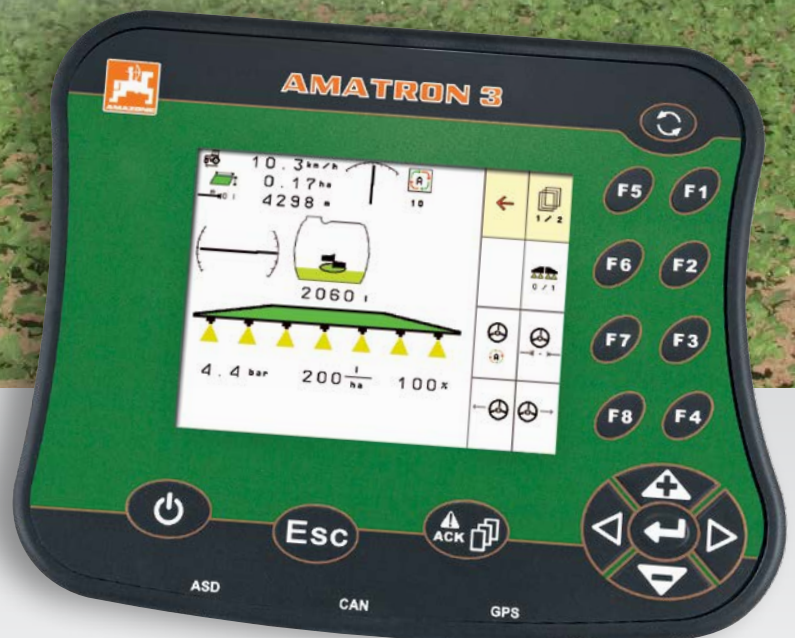 AMAZONE
AMATRON 3
10.3 km/h
0.17 ha
4298 m
A
10
1/2
0/1
A
2060 l
4.4 bar 200 l/ha 100%
F5 F1
F6 F2
F7 F3
F8 F4
Esc
ACK
ASD
CAN
GPS